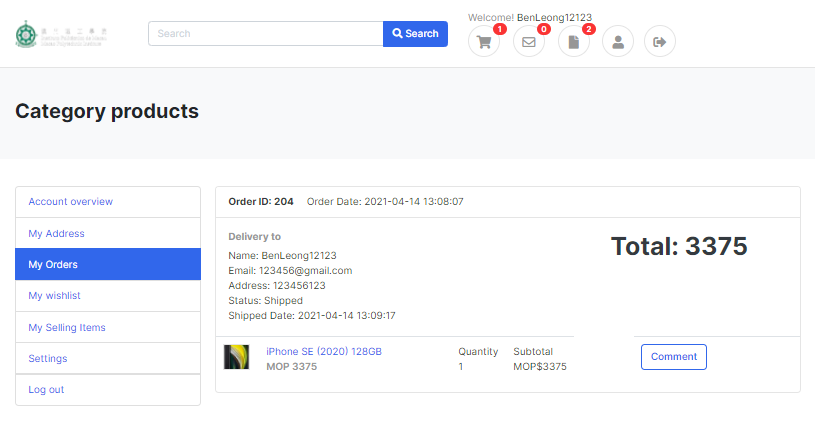 Welcome! BenLeong12123
Search
Search
1
0
2
Category products
Account overview
My Address
My Orders
My wishlist
My Selling Items
Settings
Log out
Order ID: 204 Order Date: 2021-04-14 13:08:07
Delivery to
Name: BenLeong12123
Email: 123456@gmail.com
Address: 123456123
Status: Shipped
Shipped Date: 2021-04-14 13:09:17
Total: 3375
iPhone SE (2020) 128GB
MOP 3375
Quantity
1
Subtotal
MOP$3375
Comment